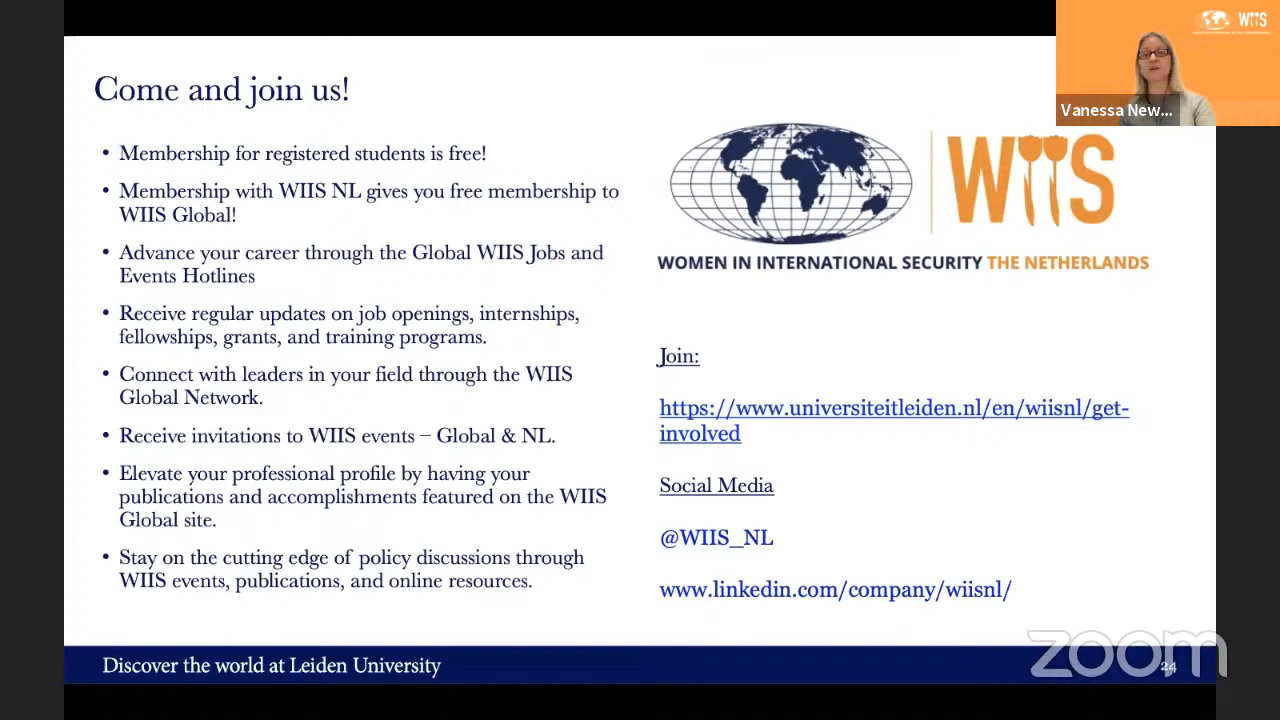 Come and join us!
• Membership for registered students is free!
• Membership with WIIS NL gives you free membership to
WIIS Global!
• Advance your career through the Global WIIS Jobs and
Events Hotlines
• Receive regular updates on job openings, internships,
fellowships, grants, and training programs.
• Connect with leaders in your field through the WIIS
Global Network.
• Receive invitations to WIIS events – Global & NL.
• Elevate your professional profile by having your
publications and accomplishments featured on the WIIS
Global site.
• Stay on the cutting edge of policy discussions through
WIIS events, publications, and online resources.
WIIS
WOMEN IN INTERNATIONAL SECURITY THE NETHERLANDS
Join:
https://www.universiteitleiden.nl/en/wiisnl/get-
involved
Social Media
@WIIS_NL
www.linkedin.com/company/wiisnl/
Discover the world at Leiden University
24
zoom
WIIS
Vanessa New...